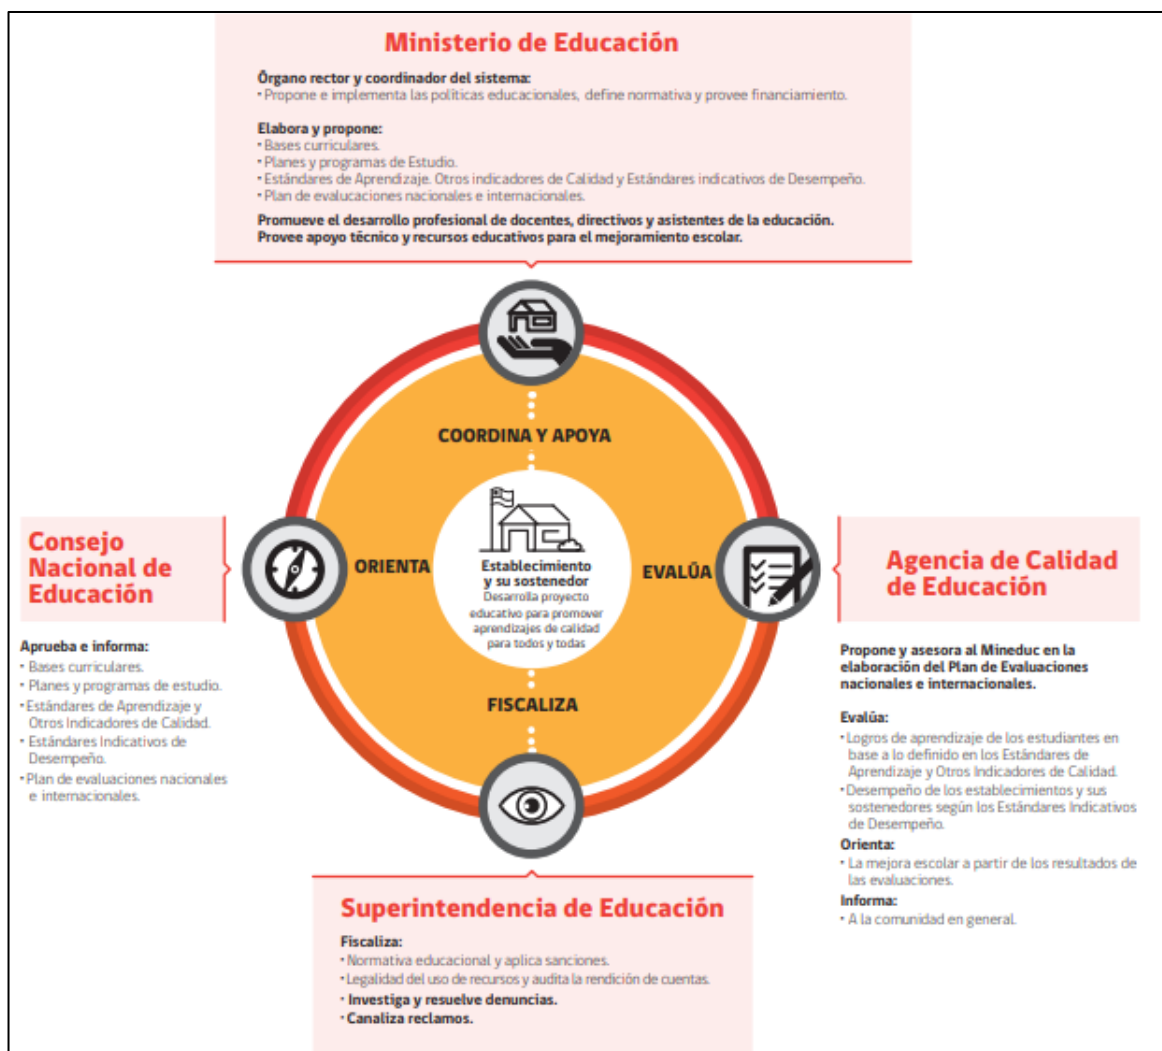 Ministerio de Educación
Órgano rector y coordinador del sistema:
• Propone e implementa las políticas educacionales, define normativa y provee financiamiento.
Elabora y propone:
• Bases curriculares.
• Planes y programas de Estudio.
• Estándares de Aprendizaje. Otros indicadores de Calidad y Estándares indicativos de Desempeño.
• Plan de evalucaciones nacionales e internacionales.
Promueve el desarrollo profesional de docentes, directivos y asistentes de la educación.
Provee apoyo técnico y recursos educativos para el mejoramiento escolar.
COORDINA Y APOYA
Consejo
Nacional de
Educación
Aprueba e informa:
• Bases curriculares.
• Planes y programas de estudio.
• Estándares de Aprendizaje y
Otros Indicadores de Calidad.
• Estándares Indicativos de
Desempeño.
• Plan de evaluaciones nacionales
e internacionales.
ORIENTA
Establecimiento
y su sostenedor
Desarrolla proyecto
educativo para promover
aprendizajes de calidad
para todos y todas
EVALÚA
Agencia de Calidad
de Educación
Propone y asesora al Mineduc en la
elaboración del Plan de Evaluaciones
nacionales e internacionales.
Evalúa:
• Logros de aprendizaje de los estudiantes en
base a lo definido en los Estándares de
Aprendizaje y Otros Indicadores de Calidad.
• Desempeño de los establecimientos y sus
sostenedores según los Estándares Indicativos
de Desempeño.
Orienta:
• La mejora escolar a partir de los resultados de
las evaluaciones.
Informa:
• A la comunidad en general.
FISCALIZA
Superintendencia de Educación
Fiscaliza:
• Normativa educacional y aplica sanciones.
• Legalidad del uso de recursos y audita la rendición de cuentas.
• Investiga y resuelve denuncias.
• Canaliza reclamos.